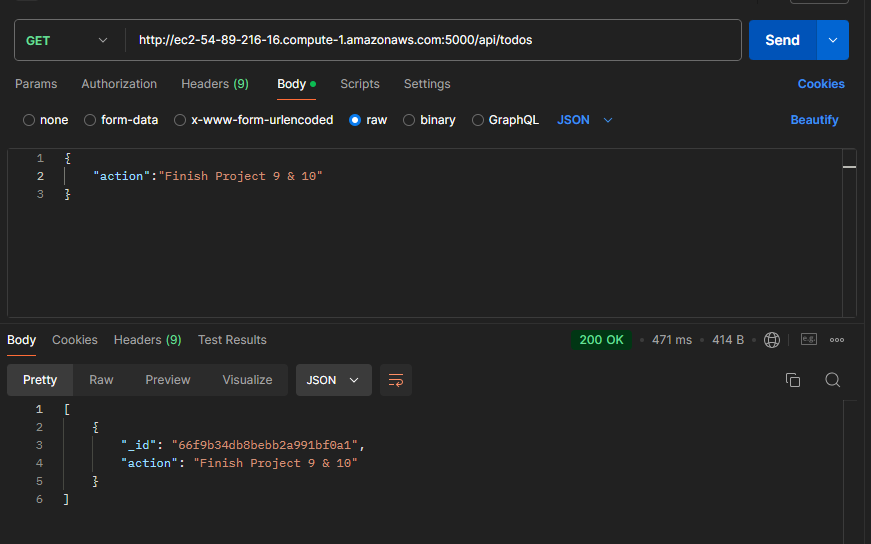 GET http://ec2-54-89-216-16.compute-1.amazonaws.com:5000/api/todos Send
Params Authorization Headers (9) Body Scripts Settings Cookies
none form-data x-www-form-urlencoded raw binary GraphQL JSON Beautify
1 {
2 "action":"Finish Project 9 & 10"
3 }
Body Cookies Headers (9) Test Results 200 OK 471 ms 414 B e.g.
Pretty Raw Preview Visualize JSON
1 [
2 {
3 "_id": "66f9b34db8bebb2a991bf0a1",
4 "action": "Finish Project 9 & 10"
5 }
6 ]